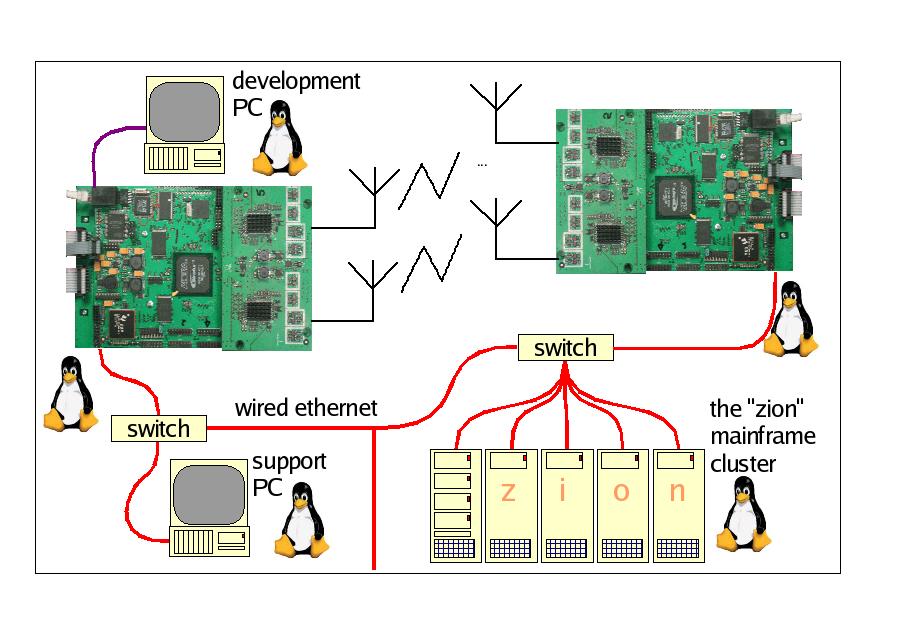 development
PC
...
switch
wired ethernet
switch
support
PC
the "zion"
mainframe
cluster
z i o n